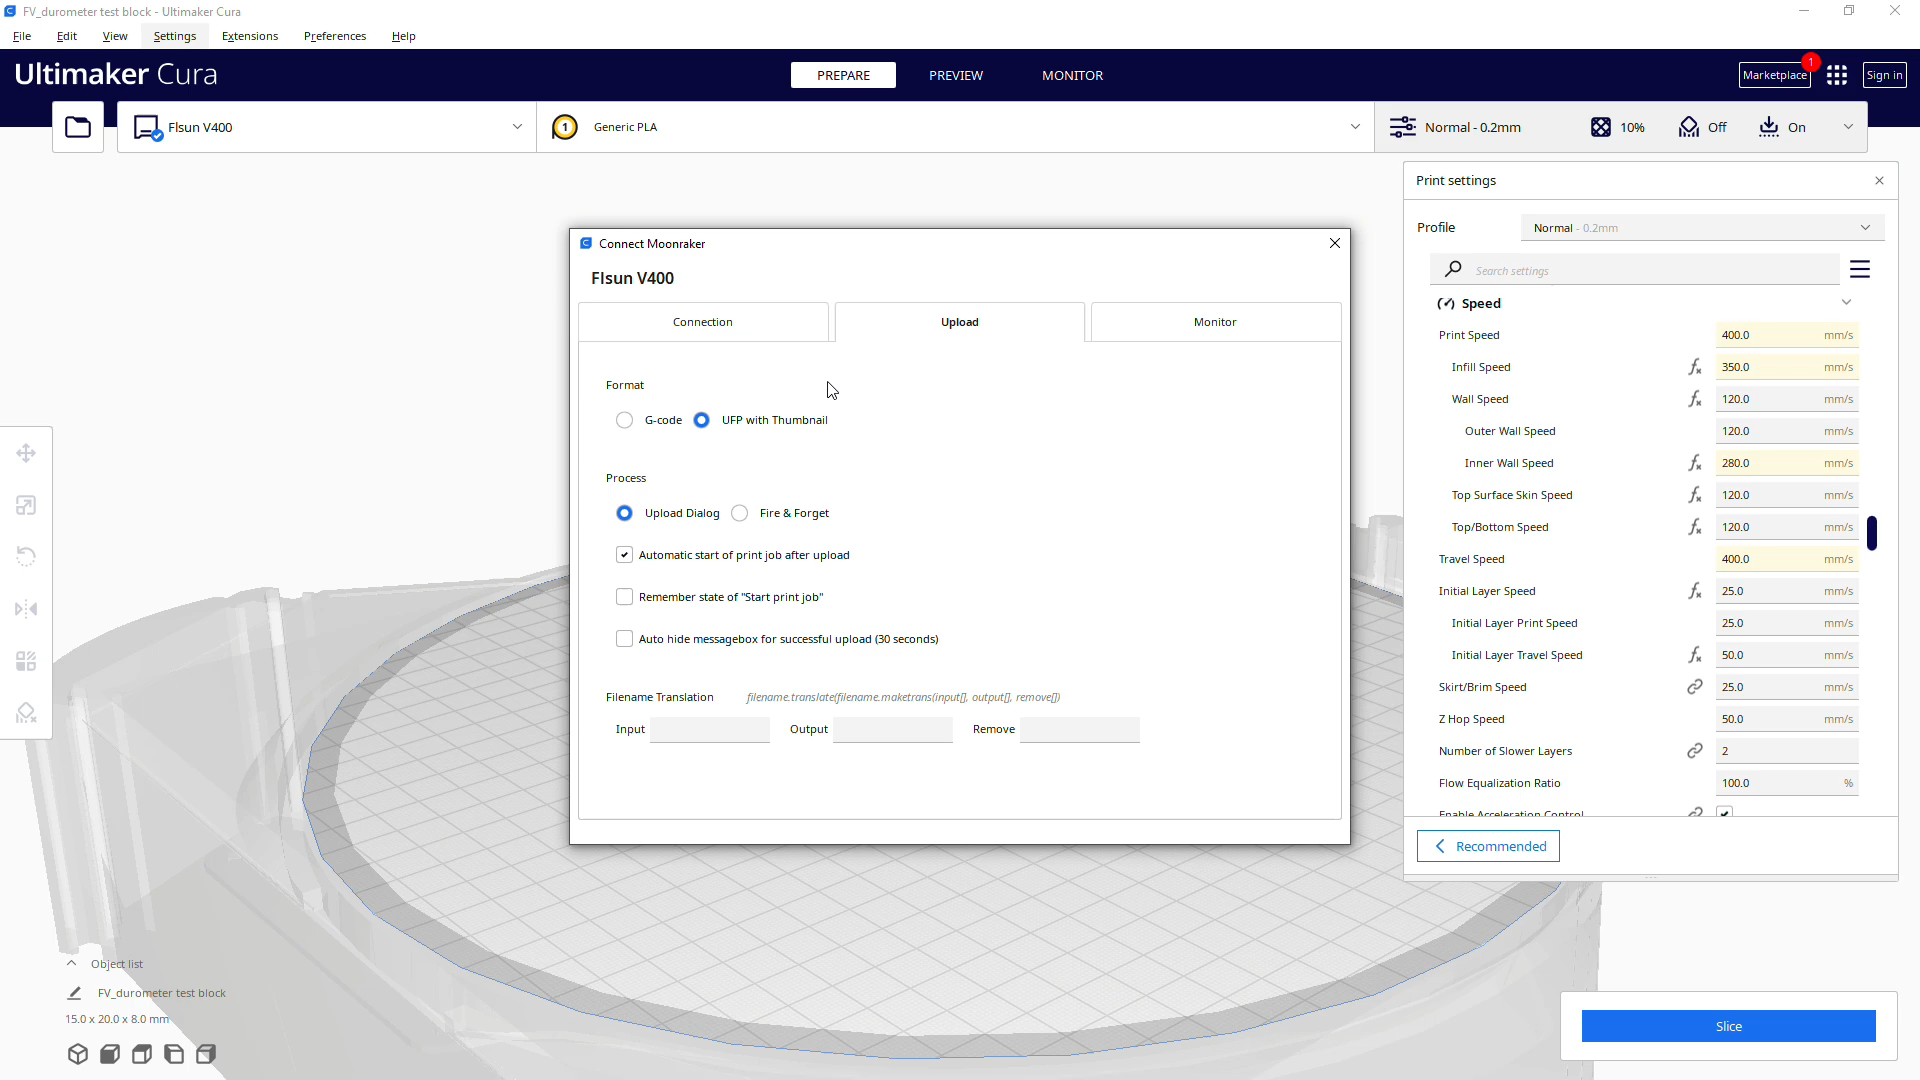 FV_durometer test block - Ultimaker Cura
File Edit View Settings Extensions Preferences Help
Ultimaker Cura
PREPARE PREVIEW MONITOR
Marketplace 1 Sign in
Flsun V400
1 Generic PLA
Normal - 0.2mm 10% Off On
Print settings
Profile Normal - 0.2mm
Search settings
Speed
Print Speed 400.0 mm/s
Infill Speed 350.0 mm/s
Wall Speed 120.0 mm/s
Outer Wall Speed 120.0 mm/s
Inner Wall Speed 280.0 mm/s
Top Surface Skin Speed 120.0 mm/s
Top/Bottom Speed 120.0 mm/s
Travel Speed 400.0 mm/s
Initial Layer Speed 25.0 mm/s
Initial Layer Print Speed 25.0 mm/s
Initial Layer Travel Speed 50.0 mm/s
Skirt/Brim Speed 25.0 mm/s
Z Hop Speed 50.0 mm/s
Number of Slower Layers 2
Flow Equalization Ratio 100.0 %
Enable Acceleration Control
Recommended
Connect Moonraker
Flsun V400
Connection Upload Monitor
Format
G-code UFP with Thumbnail
Process
Upload Dialog Fire & Forget
Automatic start of print job after upload
Remember state of "Start print job"
Auto hide messagebox for successful upload (30 seconds)
Filename Translation filename.translate(filename.maketrans(input[], output[], remove[])
Input Output Remove
Object list
FV_durometer test block
15.0 x 20.0 x 8.0 mm
Slice